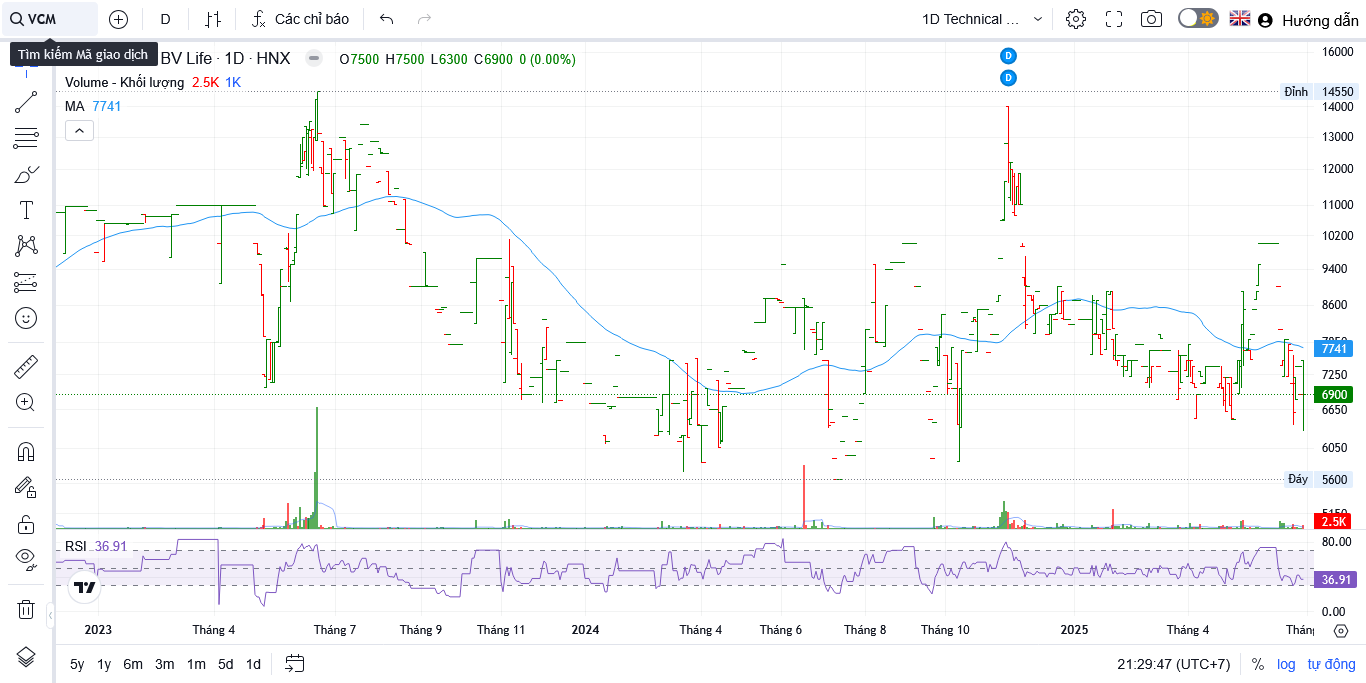 VCM D Các chỉ báo 1D Technical ... Hướng dẫn
Tìm kiếm Mã giao dịch BV Life · 1D · HNX O7500 H7500 L6300 C6900 0 (0.00%)
D
D
Volume - Khối lượng 2.5K 1K
MA 7741
16000
Đỉnh 14550
14000
13000
12000
11000
10200
9400
8600
7741
7250
6900
6650
6050
Đáy 5600
2.5K
RSI 36.91
80.00
36.91
0.00
2023 Tháng 4 Tháng 7 Tháng 9 Tháng 11 2024 Tháng 4 Tháng 6 Tháng 8 Tháng 10 2025 Tháng 4
5y 1y 6m 3m 1m 5d 1d 21:29:47 (UTC+7) % log tự động